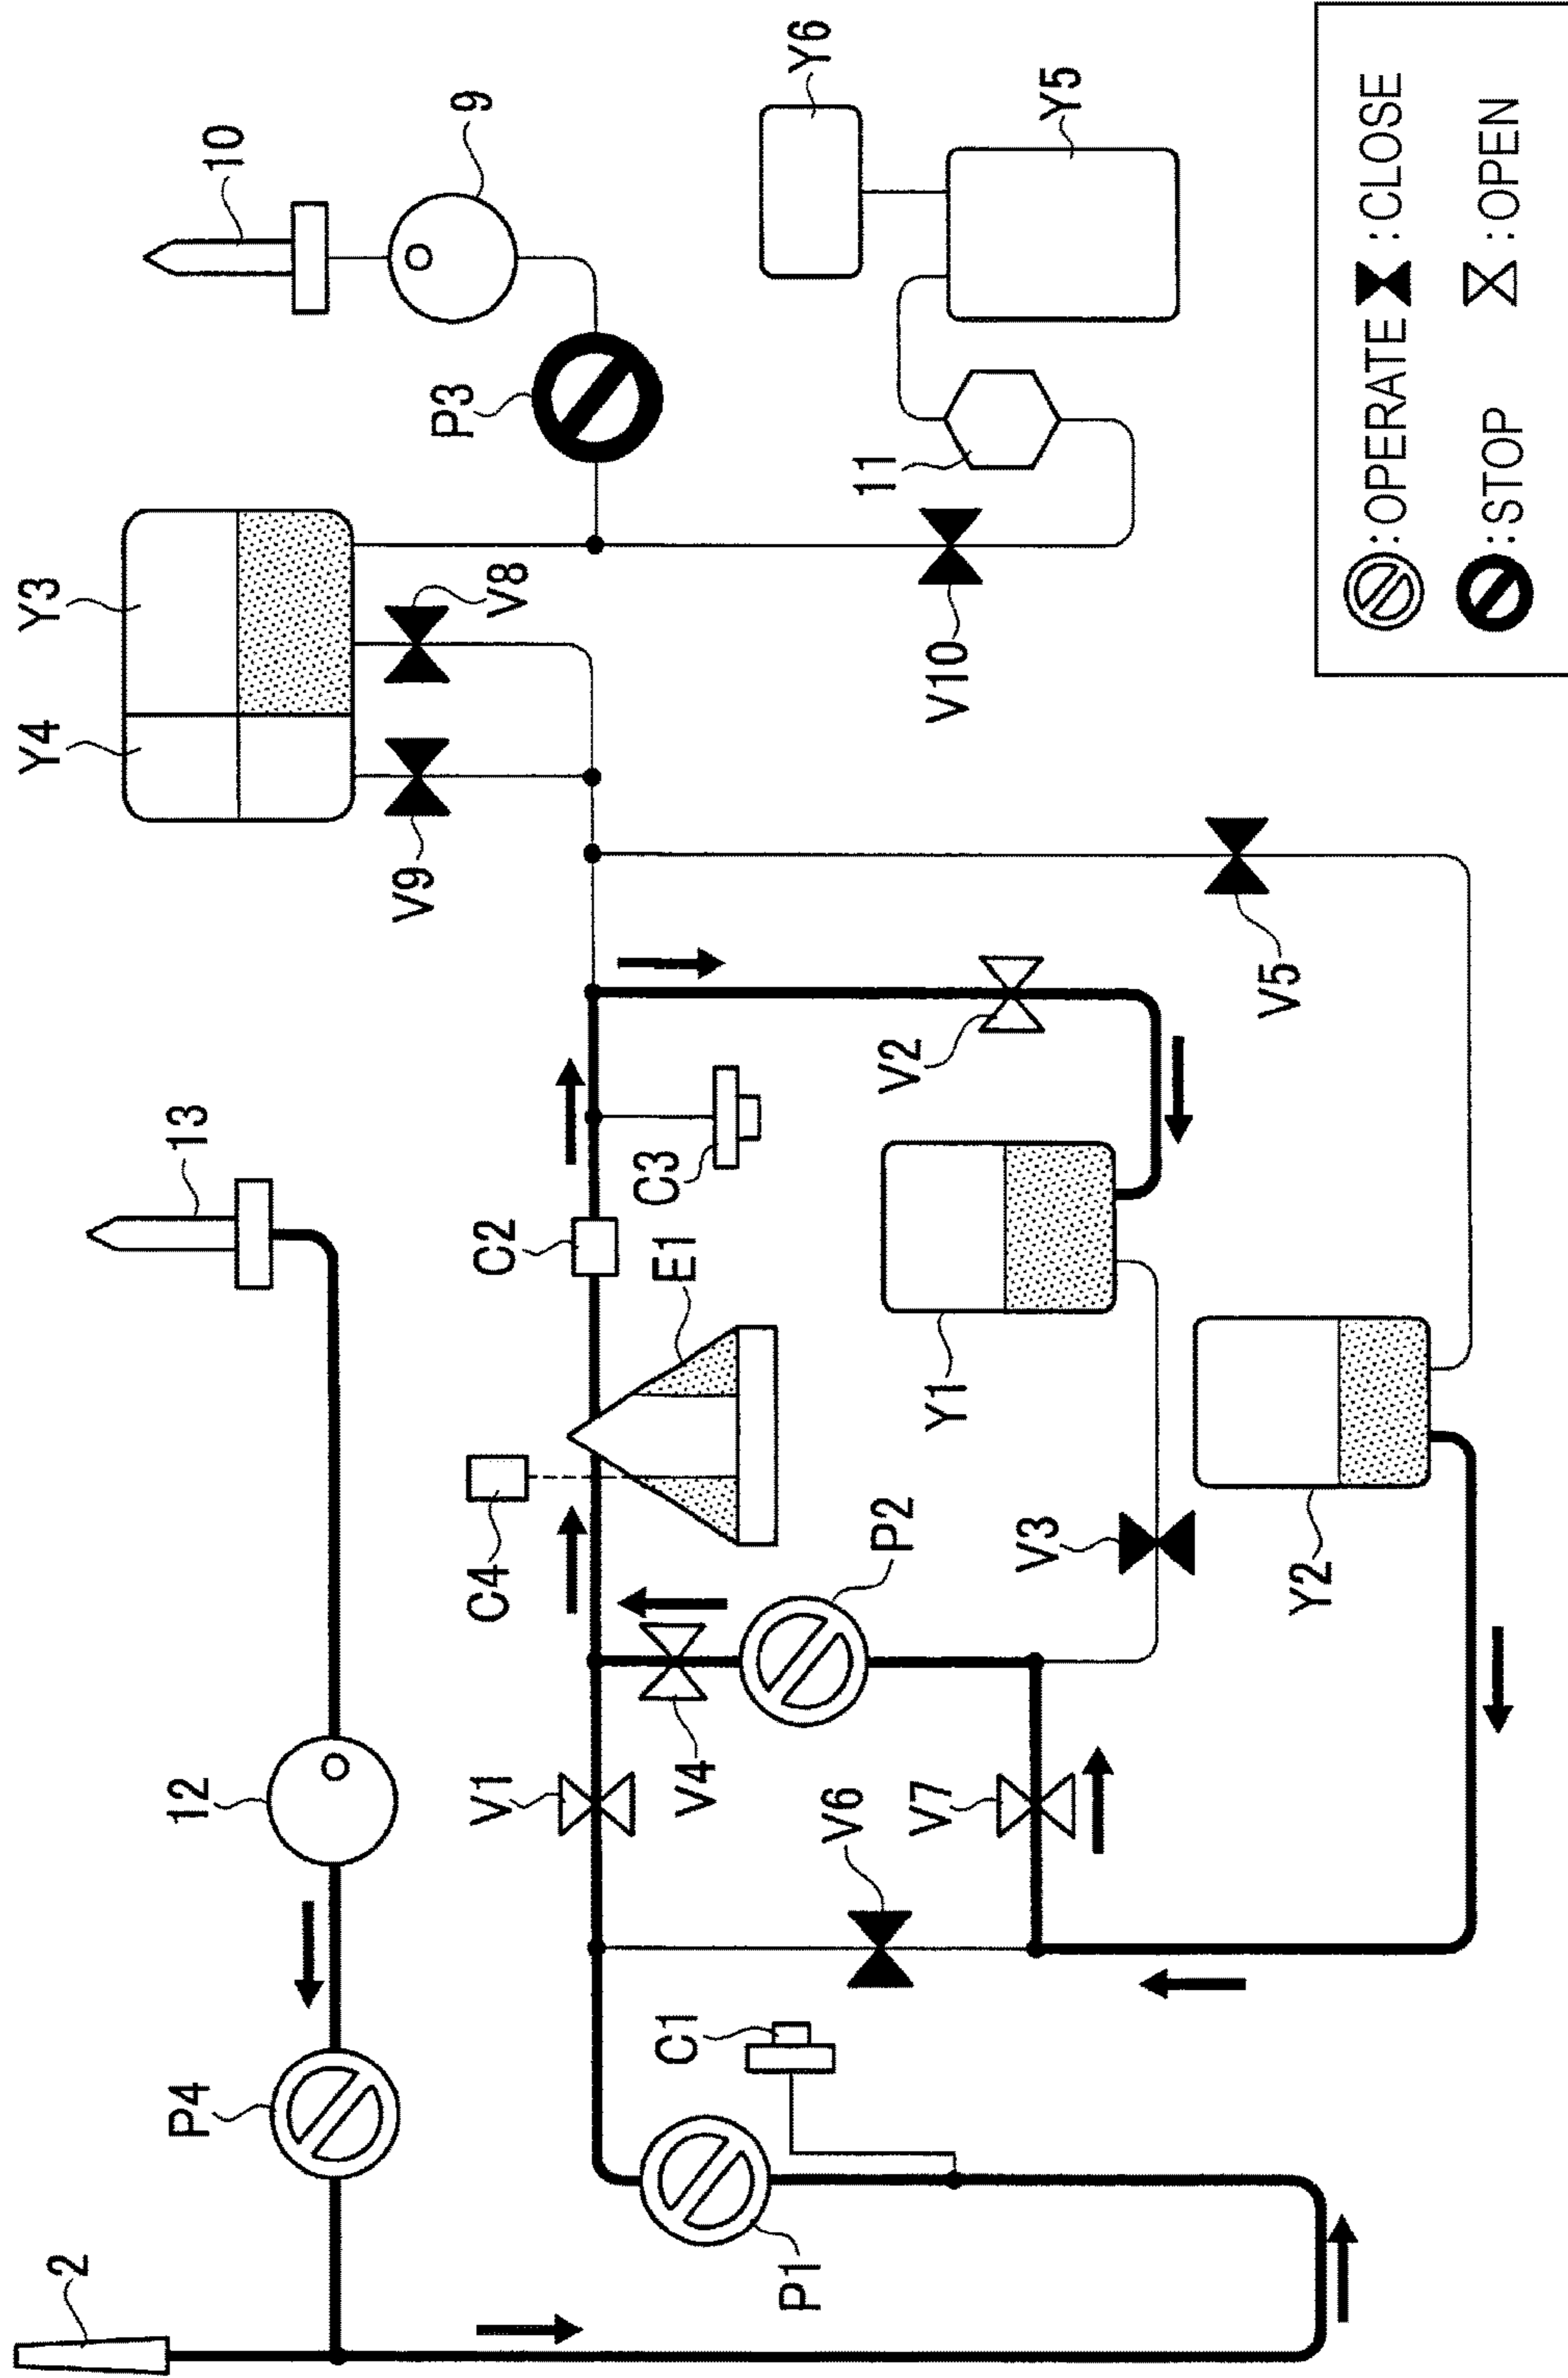 2
P4
12
13
P1
C1
V1
V4
V6
V7
P2
C4
E1
C2
C3
V3
Y1
Y2
V2
V5
Y4
Y3
V9
V8
P3
10
9
V10
11
Y6
Y5
:OPERATE :CLOSE
:STOP :OPEN